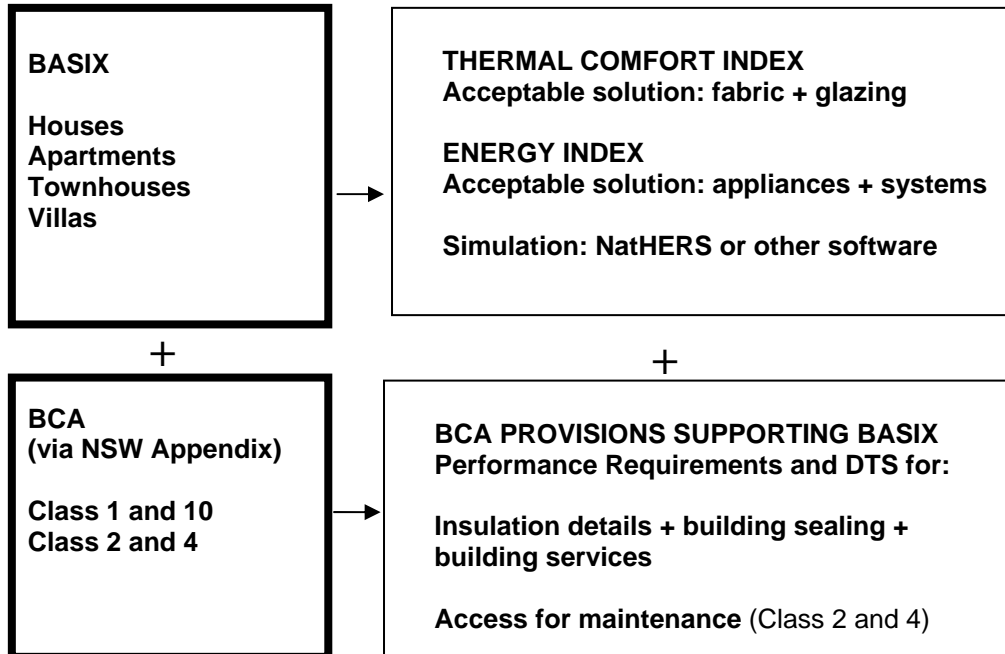 BASIX
Houses
Apartments
Townhouses
Villas
THERMAL COMFORT INDEX
Acceptable solution: fabric + glazing
ENERGY INDEX
Acceptable solution: appliances + systems
Simulation: NatHERS or other software
+
+
BCA
(via NSW Appendix)
Class 1 and 10
Class 2 and 4
BCA PROVISIONS SUPPORTING BASIX
Performance Requirements and DTS for:
Insulation details + building sealing +
building services
Access for maintenance (Class 2 and 4)